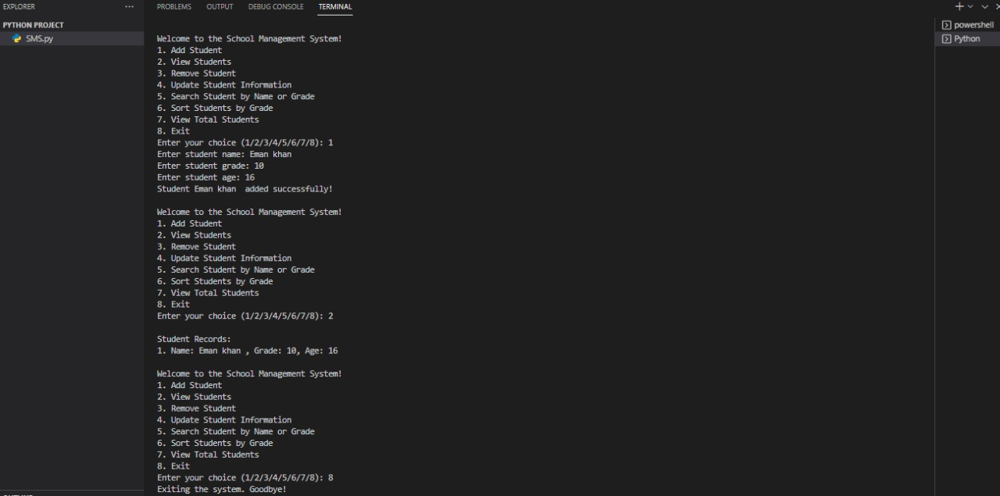 EXPLORER ···
PYTHON PROJECT
SMS.py
PROBLEMS OUTPUT DEBUG CONSOLE TERMINAL
powershell
Python
Welcome to the School Management System!
1. Add Student
2. View Students
3. Remove Student
4. Update Student Information
5. Search Student by Name or Grade
6. Sort Students by Grade
7. View Total Students
8. Exit
Enter your choice (1/2/3/4/5/6/7/8): 1
Enter student name: Eman khan
Enter student grade: 10
Enter student age: 16
Student Eman khan  added successfully!
Welcome to the School Management System!
1. Add Student
2. View Students
3. Remove Student
4. Update Student Information
5. Search Student by Name or Grade
6. Sort Students by Grade
7. View Total Students
8. Exit
Enter your choice (1/2/3/4/5/6/7/8): 2
Student Records:
1. Name: Eman khan , Grade: 10, Age: 16
Welcome to the School Management System!
1. Add Student
2. View Students
3. Remove Student
4. Update Student Information
5. Search Student by Name or Grade
6. Sort Students by Grade
7. View Total Students
8. Exit
Enter your choice (1/2/3/4/5/6/7/8): 8
Exiting the system. Goodbye!